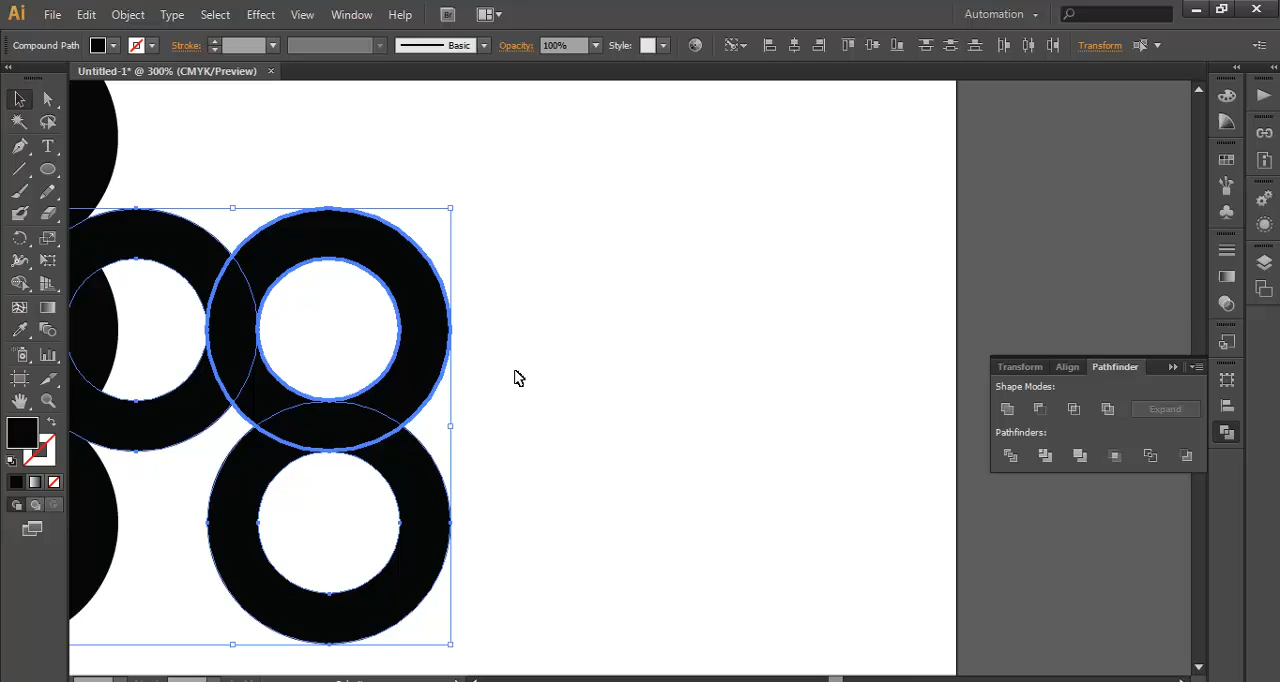 Ai File Edit Object Type Select Effect View Window Help Br Automation
Compound Path Stroke: Basic Opacity: 100% Style: Transform
Untitled-1* @ 300% (CMYK/Preview) ×
T
Transform Align Pathfinder
Shape Modes:
Expand
Pathfinders: